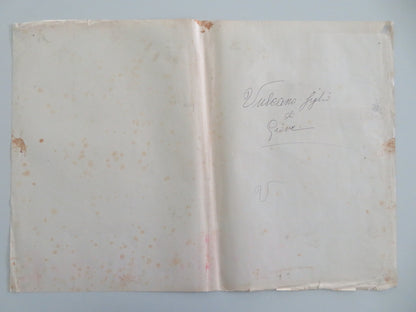 Vulcano figlio
di
Giove
V